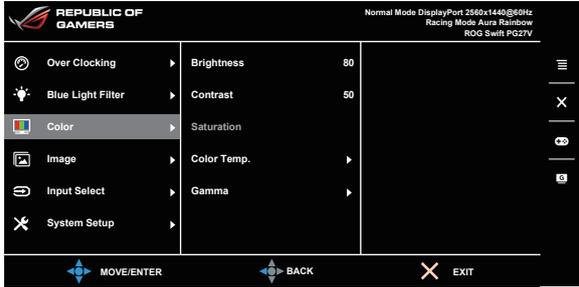 REPUBLIC OF
GAMERS
Normal Mode DisplayPort 2560x1440@60Hz
Racing Mode Aura Rainbow
ROG Swift PG27V
Over Clocking
Brightness 80
Blue Light Filter
Contrast 50
Color
Saturation
Image
Color Temp.
Input Select
Gamma
System Setup
G
MOVE/ENTER
BACK
EXIT